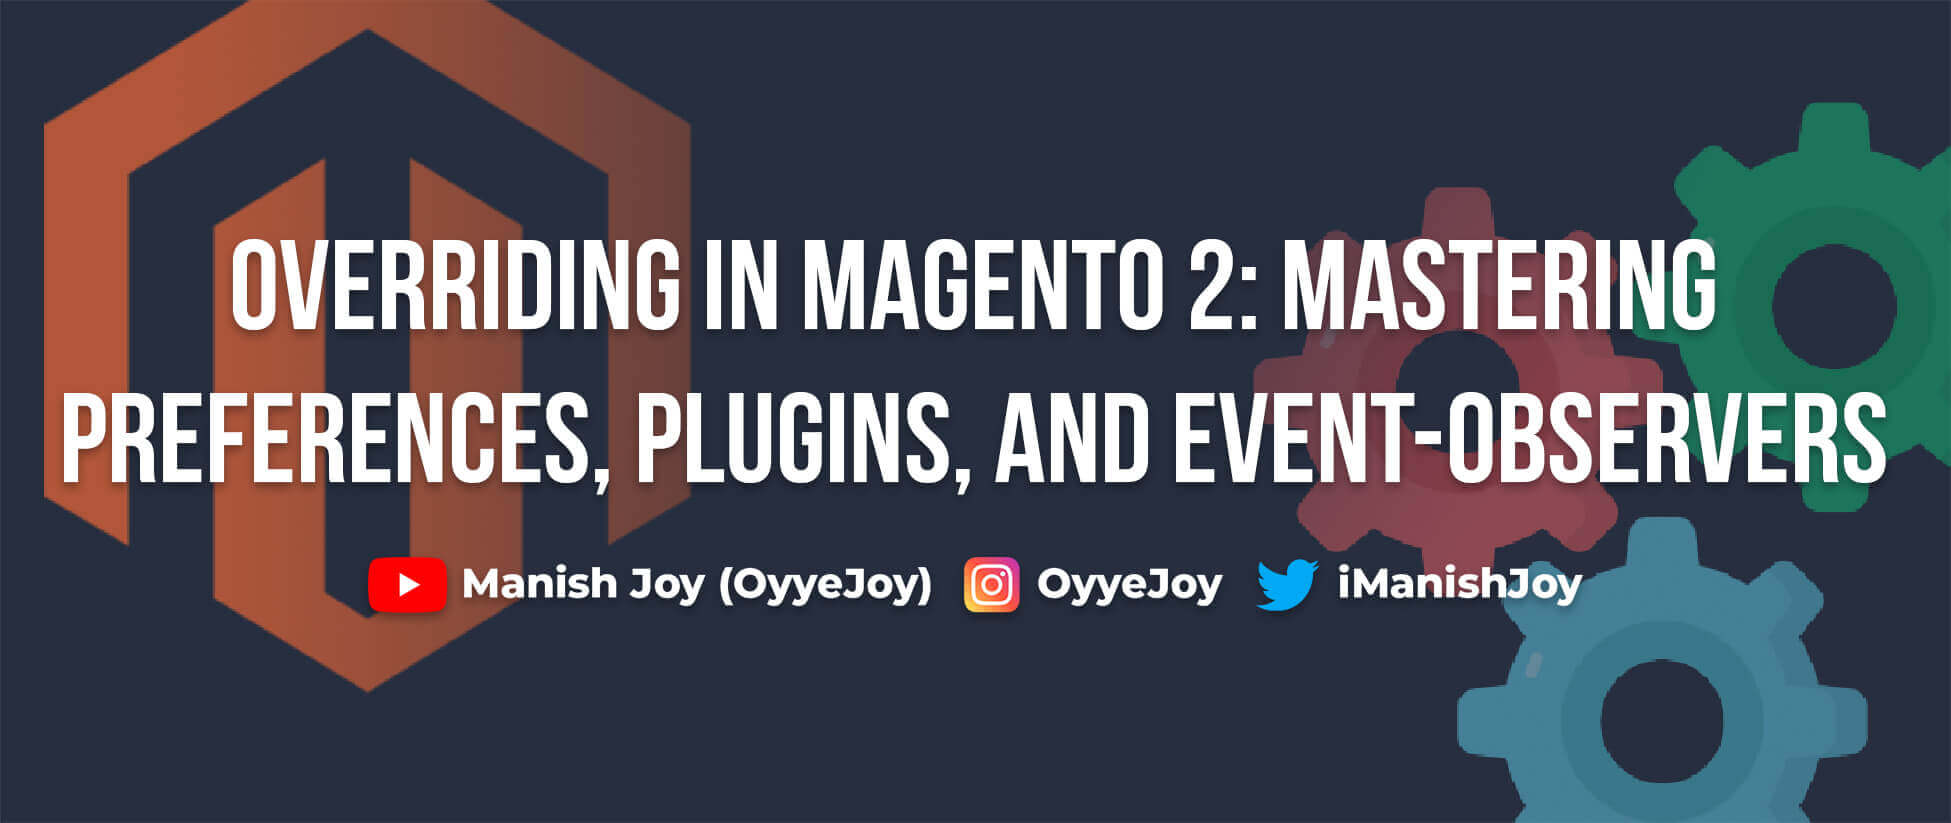 OVERRIDING IN MAGENTO 2: MASTERING
PREFERENCES, PLUGINS, AND EVENT-OBSERVERS
Manish Joy (OyyeJoy) OyyeJoy iManishJoy